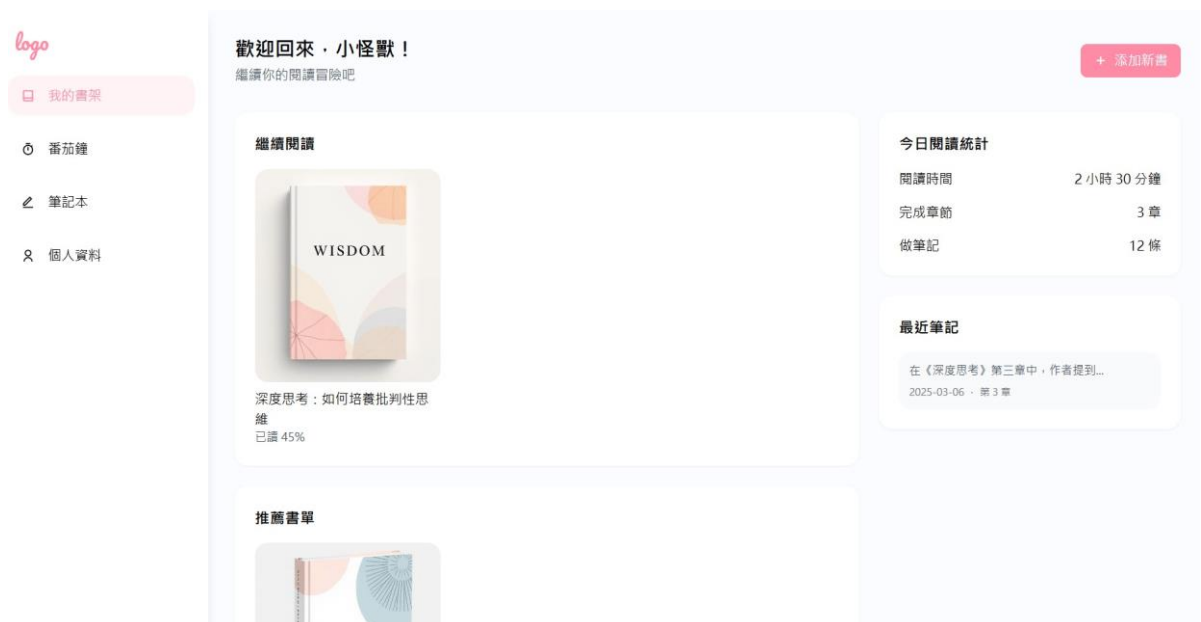 logo
我的書架
番茄鐘
筆記本
個人資料
歡迎回來，小怪獸！
繼續你的閱讀冒險吧
+ 添加新書
繼續閱讀
WISDOM
深度思考：如何培養批判性思
維
已讀 45%
推薦書單
今日閱讀統計
閱讀時間 2 小時 30 分鐘
完成章節 3 章
做筆記 12 條
最近筆記
在《深度思考》第三章中，作者提到...
2025-03-06 · 第 3 章